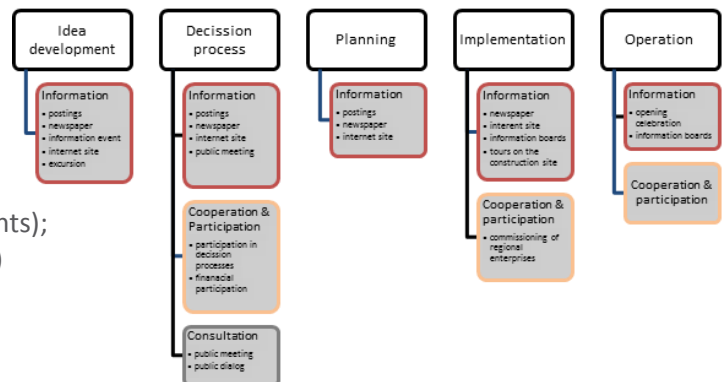 Idea
development
Information
• postings
• newspaper
• information event
• internet site
• excursion
Decission
process
Information
• postings
• newspaper
• internet site
• public meeting
Cooperation &
Participation
• participation in
decission
processes
• finanacial
participation
Consultation
• public meeting
• public dialog
Planning
Information
• postings
• newspaper
• internet site
Implementation
Information
• newspaper
• interent site
• information boards
• tours on the
construction site
Cooperation &
participation
• commissioning of
regional
enterprises
Operation
Information
• opening
celebration
• information boards
Cooperation &
participation
nts);
)